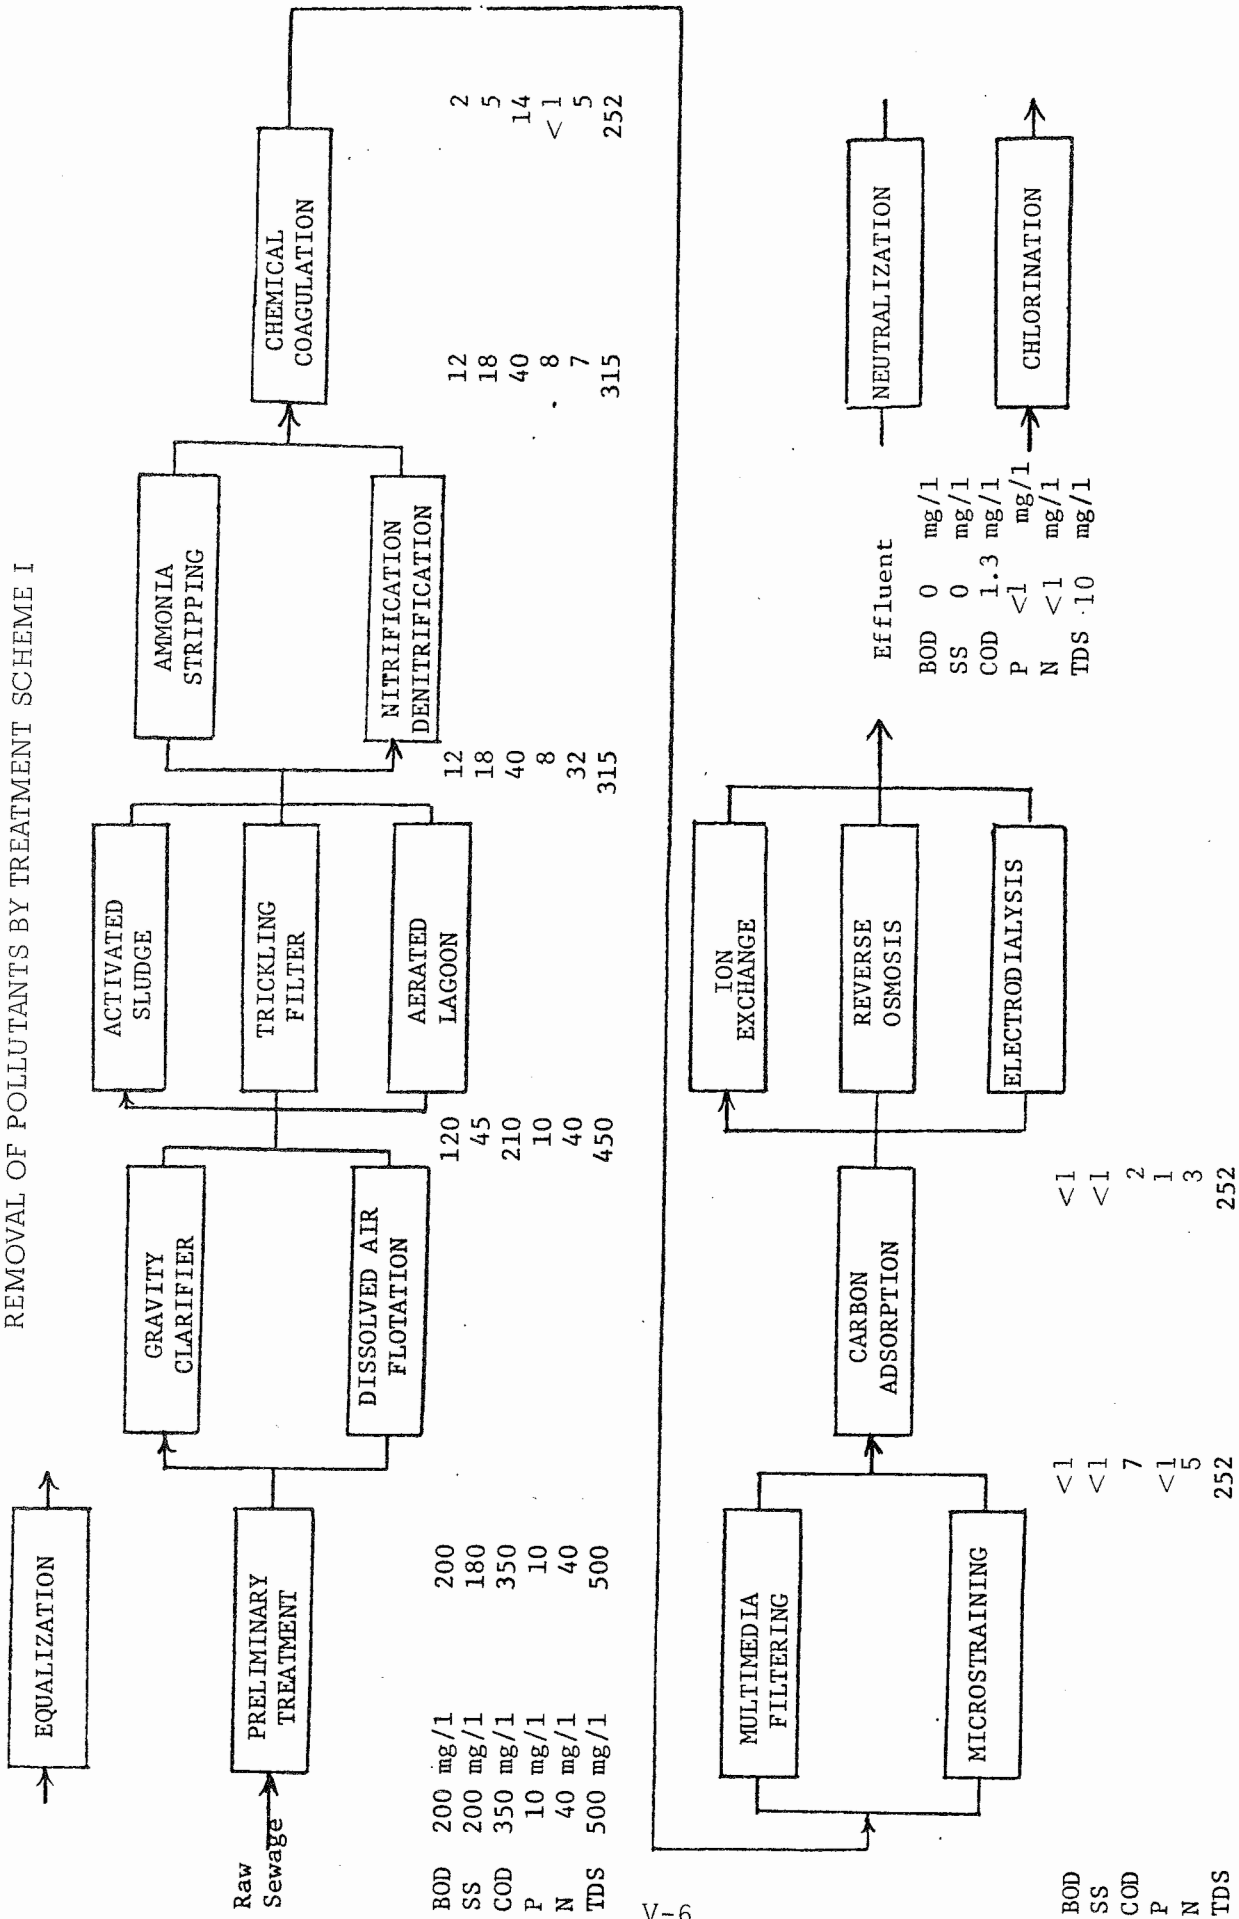 REMOVAL OF POLLUTANTS BY TREATMENT SCHEME I
EQUALIZATION
Raw
Sewage
PRELIMINARY
TREATMENT
GRAVITY
CLARIFIER
DISSOLVED AIR
FLOTATION
ACTIVATED
SLUDGE
TRICKLING
FILTER
AERATED
LAGOON
AMMONIA
STRIPPING
NITRIFICATION
DENITRIFICATION
CHEMICAL
COAGULATION
BOD 200 mg/l 200 120 12 12 2
SS 200 mg/l 180 45 18 18 5
COD 350 mg/l 350 210 40 40 14
P 10 mg/l 10 10 8 8 <1
N 40 mg/l 40 40 32 7 5
TDS 500 mg/l 500 450 315 315 252
MULTIMEDIA
FILTERING
MICROSTRAINING
CARBON
ADSORPTION
ION
EXCHANGE
REVERSE
OSMOSIS
ELECTRODIALYSIS
NEUTRALIZATION
CHLORINATION
Effluent
BOD 0 mg/l
SS 0 mg/l
COD 1.3 mg/l
P <1 mg/l
N <1 mg/l
TDS 10 mg/l
BOD <1 <1
SS <1 <1
COD 7 2
P <1 1
N 5 3
TDS 252 252
V-6